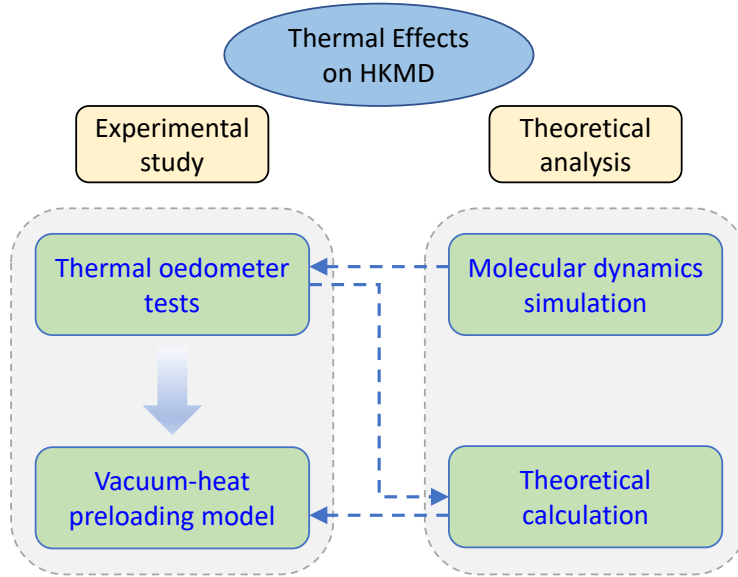 Thermal Effects
on HKMD
Experimental
study
Theoretical
analysis
Thermal oedometer
tests
Molecular dynamics
simulation
Vacuum-heat
preloading model
Theoretical
calculation